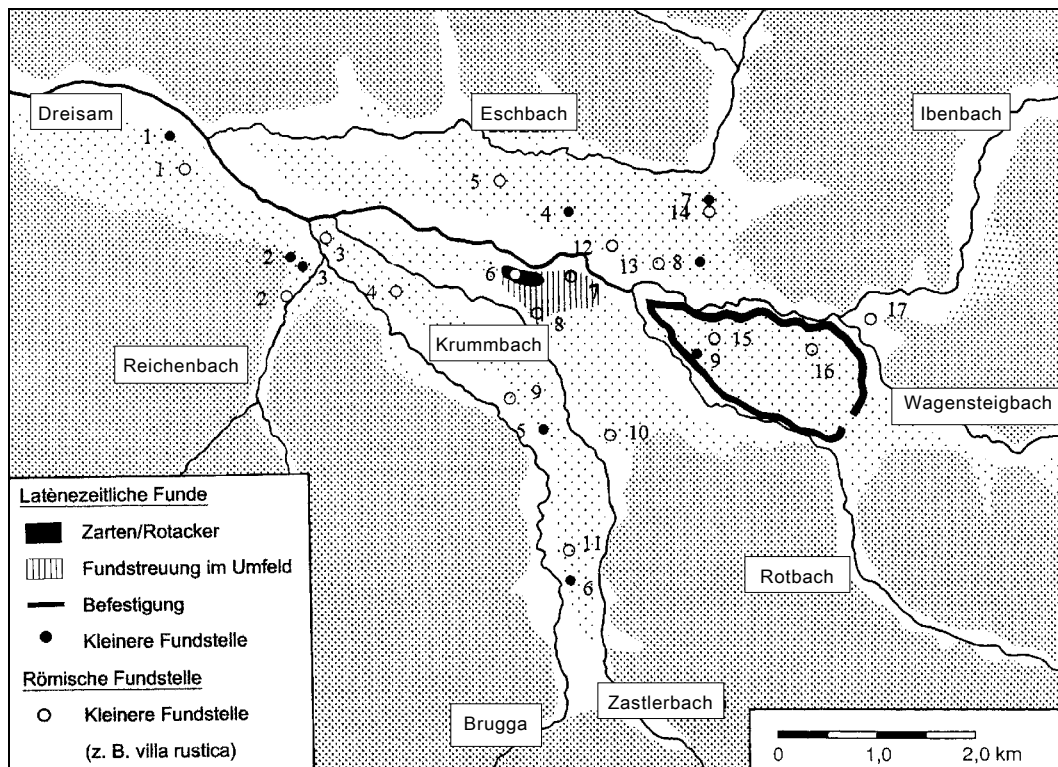 Dreisam
Eschbach
Ibenbach
1
1
5
4
7
14
12
13
8
2
3
3
2
4
6
7
8
17
15
9
16
Reichenbach
Krummbach
Wagensteigbach
9
5
10
11
6
Rotbach
Zastlerbach
Brugga
Latènezeitliche Funde
Zarten/Rotacker
Fundstreuung im Umfeld
Befestigung
Kleinere Fundstelle
Römische Fundstelle
Kleinere Fundstelle
(z. B. villa rustica)
0 1,0 2,0 km